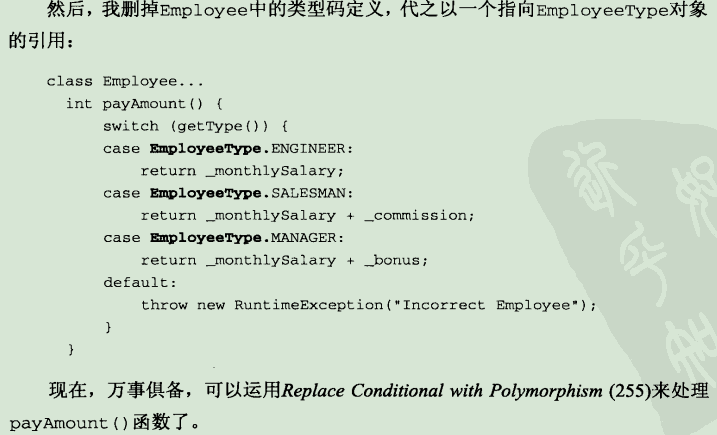 然后，我删掉Employee中的类型码定义，代之以一个指向EmployeeType对象
的引用：
class Employee...
int payAmount() {
switch (getType()) {
case EmployeeType.ENGINEER:
return _monthlySalary;
case EmployeeType.SALESMAN:
return _monthlySalary + _commission;
case EmployeeType.MANAGER:
return _monthlySalary + _bonus;
default:
throw new RuntimeException("Incorrect Employee");
}
}
现在，万事俱备，可以运用Replace Conditional with Polymorphism (255)来处理
payAmount()函数了。